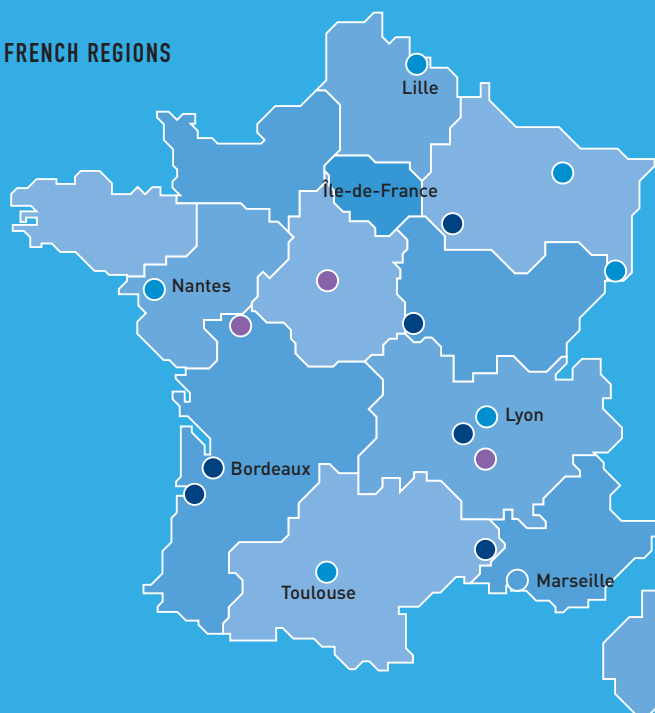 FRENCH REGIONS
Lille
Île-de-France
Nantes
Lyon
Bordeaux
Marseille
Toulouse